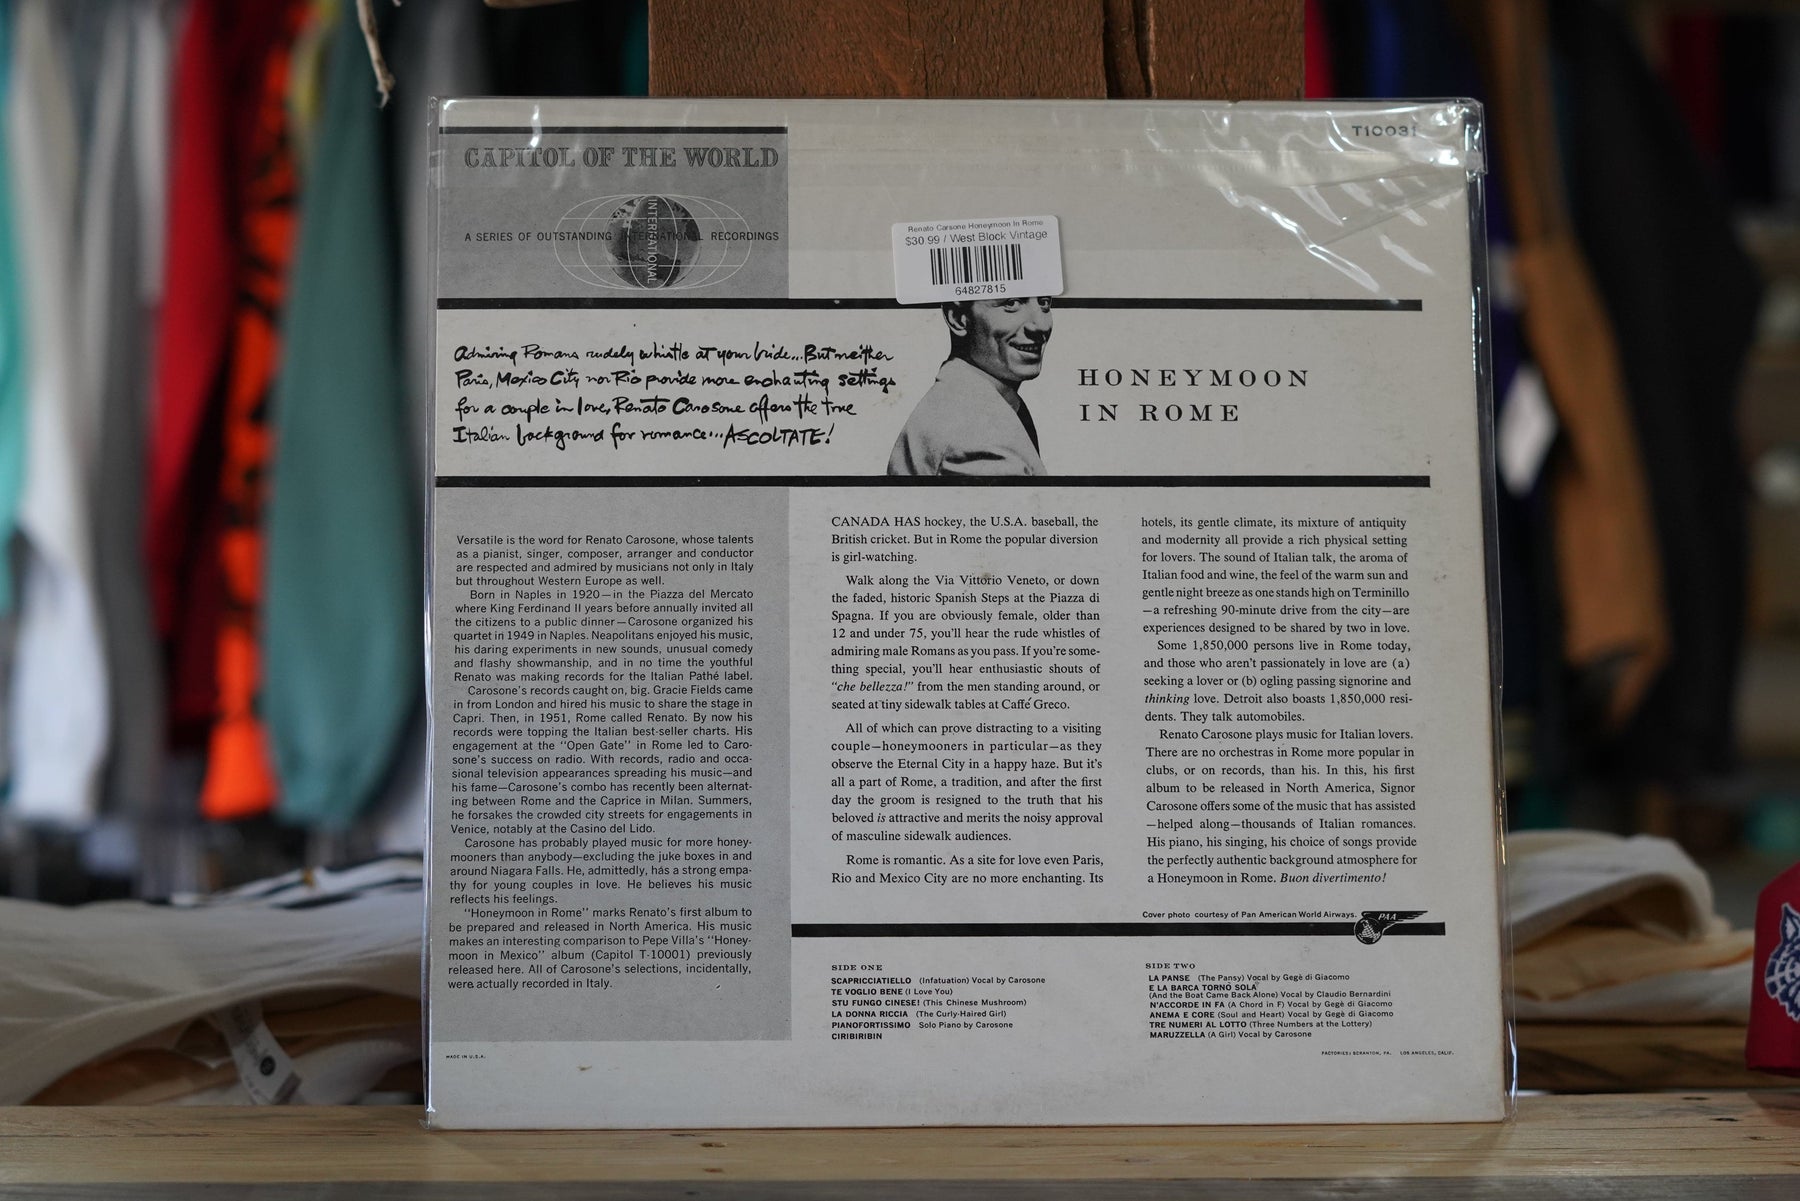 T10031
CAPITOL OF THE WORLD
A SERIES OF OUTSTANDING INTERNATIONAL RECORDINGS
INTERNATIONAL
Renato Carsone Honeymoon In Rome
$30.99 / West Block Vintage
64827815
Admiring Romans rudely whistle at your bride...But neither
Paris, Mexico City nor Rio provide more enchanting settings
for a couple in love, Renato Carosone offers the true
Italian background for romance...ASCOLTATE!
HONEYMOON
IN ROME
Versatile is the word for Renato Carosone, whose talents
as a pianist, singer, composer, arranger and conductor
are respected and admired by musicians not only in Italy
but throughout Western Europe as well.
Born in Naples in 1920—in the Piazza del Mercato
where King Ferdinand II years before annually invited all
the citizens to a public dinner—Carosone organized his
quartet in 1949 in Naples. Neapolitans enjoyed his music,
his daring experiments in new sounds, unusual comedy
and flashy showmanship, and in no time the youthful
Renato was making records for the Italian Pathé label.
Carosone's records caught on, big. Gracie Fields came
in from London and hired his music to share the stage in
Capri. Then, in 1951, Rome called Renato. By now his
records were topping the Italian best-seller charts. His
engagement at the "Open Gate" in Rome led to Caro-
sone's success on radio. With records, radio and occa-
sional television appearances spreading his music—and
his fame—Carosone's combo has recently been alternat-
ing between Rome and the Caprice in Milan. Summers,
he forsakes the crowded city streets for engagements in
Venice, notably at the Casino del Lido.
Carosone has probably played music for more honey-
mooners than anybody—excluding the juke boxes in and
around Niagara Falls. He, admittedly, has a strong empa-
thy for young couples in love. He believes his music
reflects his feelings.
"Honeymoon in Rome" marks Renato's first album to
be prepared and released in North America. His music
makes an interesting comparison to Pepe Villa's "Honey-
moon in Mexico" album (Capitol T-10001) previously
released here. All of Carosone's selections, incidentally,
were actually recorded in Italy.
CANADA HAS hockey, the U.S.A. baseball, the
British cricket. But in Rome the popular diversion
is girl-watching.
Walk along the Via Vittorio Veneto, or down
the faded, historic Spanish Steps at the Piazza di
Spagna. If you are obviously female, older than
12 and under 75, you'll hear the rude whistles of
admiring male Romans as you pass. If you're some-
thing special, you'll hear enthusiastic shouts of
"che bellezza!" from the men standing around, or
seated at tiny sidewalk tables at Caffé Greco.
All of which can prove distracting to a visiting
couple—honeymooners in particular—as they
observe the Eternal City in a happy haze. But it's
all a part of Rome, a tradition, and after the first
day the groom is resigned to the truth that his
beloved is attractive and merits the noisy approval
of masculine sidewalk audiences.
Rome is romantic. As a site for love even Paris,
Rio and Mexico City are no more enchanting. Its
hotels, its gentle climate, its mixture of antiquity
and modernity all provide a rich physical setting
for lovers. The sound of Italian talk, the aroma of
Italian food and wine, the feel of the warm sun and
gentle night breeze as one stands high on Terminillo
—a refreshing 90-minute drive from the city—are
experiences designed to be shared by two in love.
Some 1,850,000 persons live in Rome today,
and those who aren't passionately in love are (a)
seeking a lover or (b) ogling passing signorine and
thinking love. Detroit also boasts 1,850,000 resi-
dents. They talk automobiles.
Renato Carosone plays music for Italian lovers.
There are no orchestras in Rome more popular in
clubs, or on records, than his. In this, his first
album to be released in North America, Signor
Carosone offers some of the music that has assisted
—helped along—thousands of Italian romances.
His piano, his singing, his choice of songs provide
the perfectly authentic background atmosphere for
a Honeymoon in Rome. Buon divertimento!
Cover photo courtesy of Pan American World Airways.
PAA
SIDE ONE
SCAPRICCIATIELLO (Infatuation) Vocal by Carosone
TE VOGLIO BENE (I Love You)
STU FUNGO CINESE! (This Chinese Mushroom)
LA DONNA RICCIA (The Curly-Haired Girl)
PIANOFORTISSIMO Solo Piano by Carosone
CIRIBIRIBIN
SIDE TWO
LA PANSE (The Pansy) Vocal by Gegè di Giacomo
E LA BARCA TORNÒ SOLA
(And the Boat Came Back Alone) Vocal by Claudio Bernardini
N'ACCORDE IN FA (A Chord in F) Vocal by Gegè di Giacomo
ANEMA E CORE (Soul and Heart) Vocal by Gegè di Giacomo
TRE NUMERI AL LOTTO (Three Numbers at the Lottery)
MARUZZELLA (A Girl) Vocal by Carosone
MADE IN U.S.A.
FACTORIES: SCRANTON, PA. LOS ANGELES, CALIF.